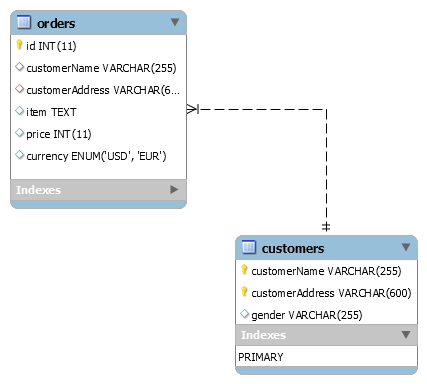 orders
id INT(11)
customerName VARCHAR(255)
customerAddress VARCHAR(6...
item TEXT
price INT(11)
currency ENUM('USD', 'EUR')
Indexes
customers
customerName VARCHAR(255)
customerAddress VARCHAR(600)
gender VARCHAR(255)
Indexes
PRIMARY